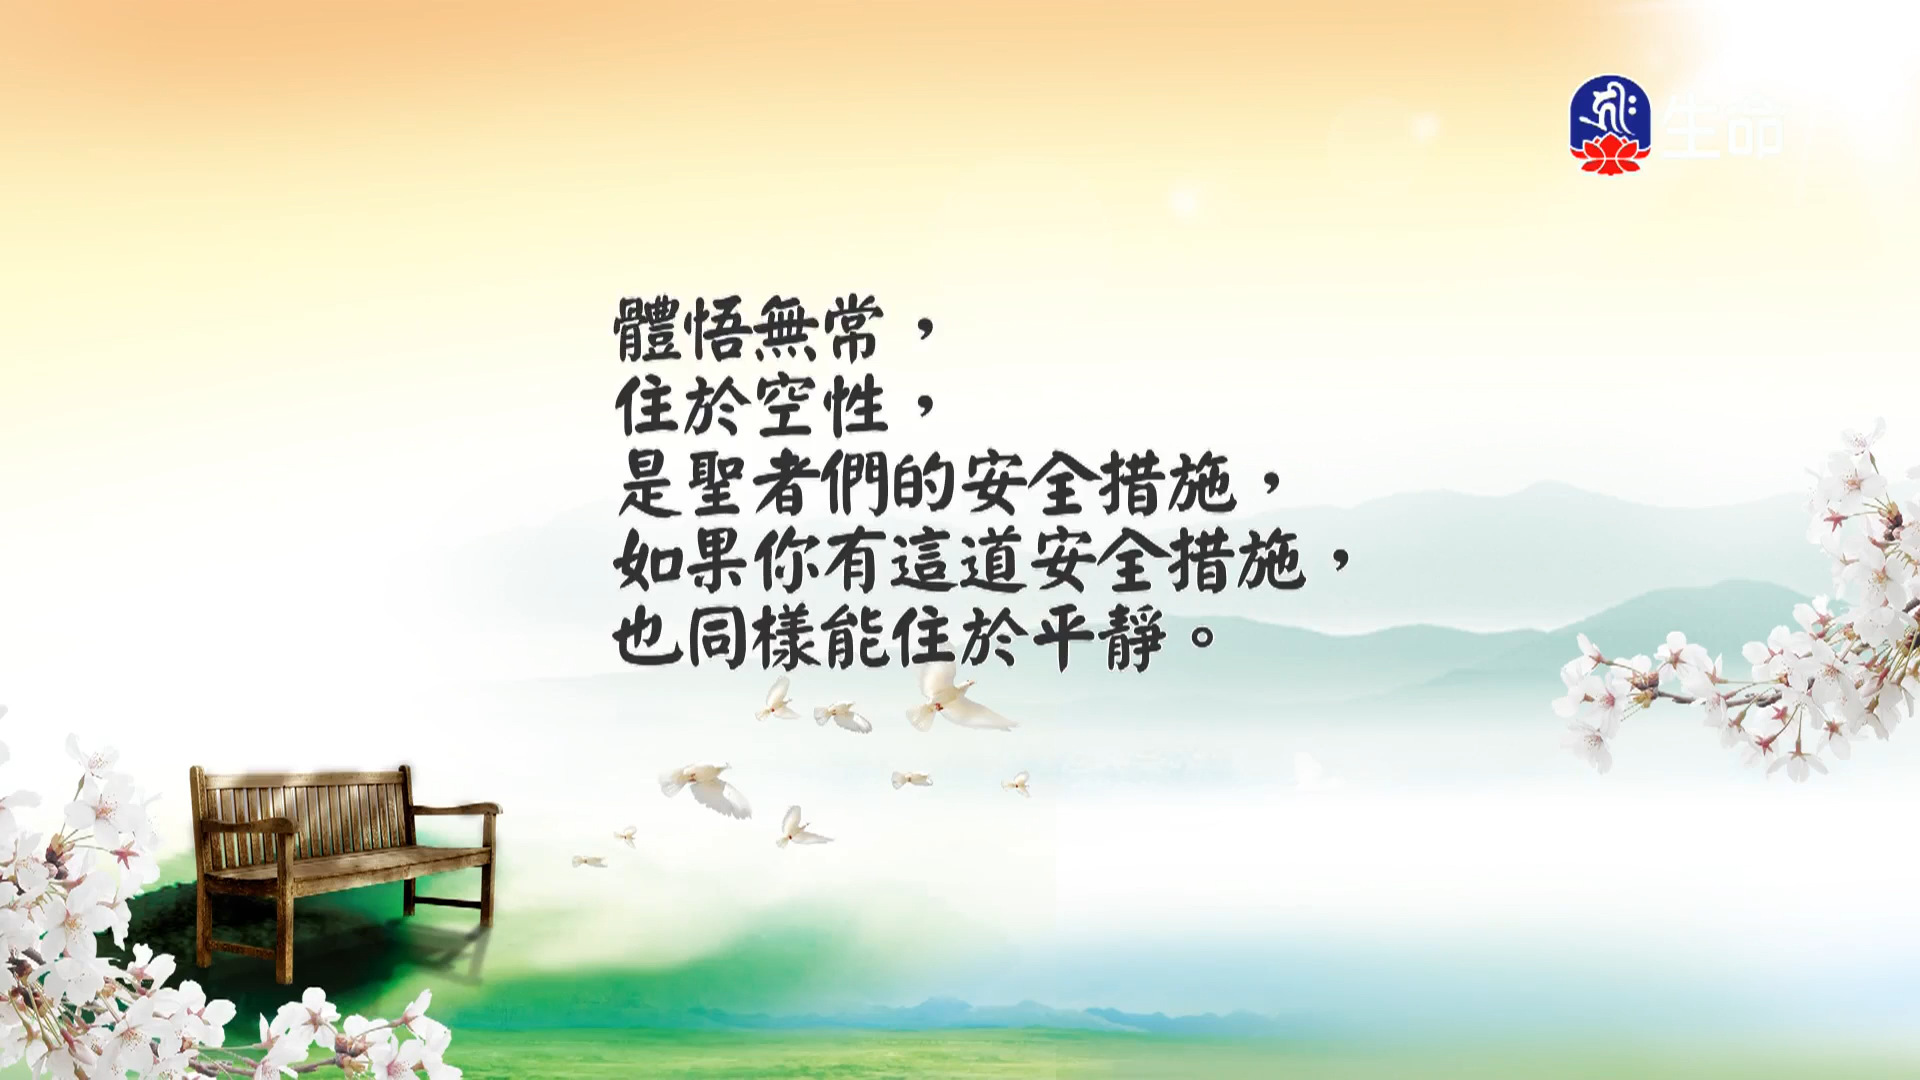 生命
體悟無常，
住於空性，
是聖者們的安全措施，
如果你有這道安全措施，
也同樣能住於平靜。